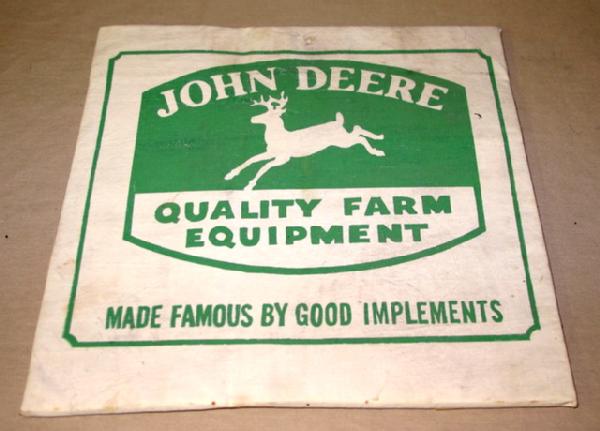 JOHN DEERE
QUALITY FARM
EQUIPMENT
MADE FAMOUS BY GOOD IMPLEMENTS